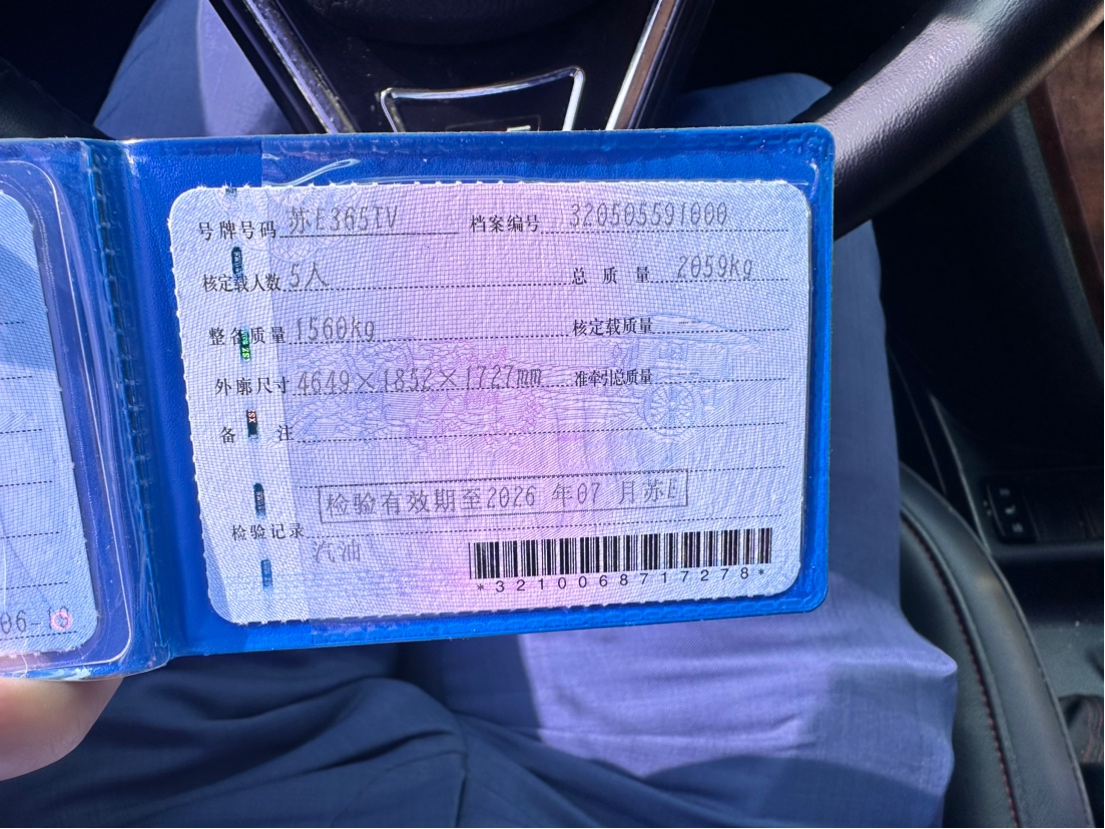 号牌号码 苏E365TV 档案编号 320505591000
核定载人数 5人 总质量 2059kg
整备质量 1560kg 核定载质量 --
外廓尺寸 4649×1852×1727mm 准牵引总质量 --
备注
检验有效期至2026 年07 月苏E
检验记录
汽油
*3210068717278*
06-18